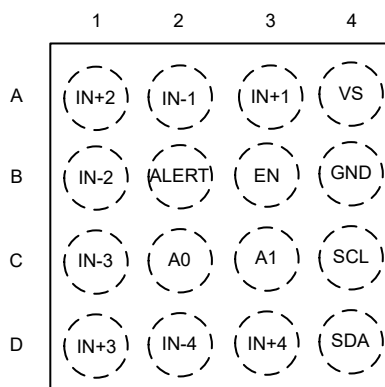 1 2 3 4
A IN+2 IN-1 IN+1 VS
B IN-2 ALERT EN GND
C IN-3 A0 A1 SCL
D IN+3 IN-4 IN+4 SDA